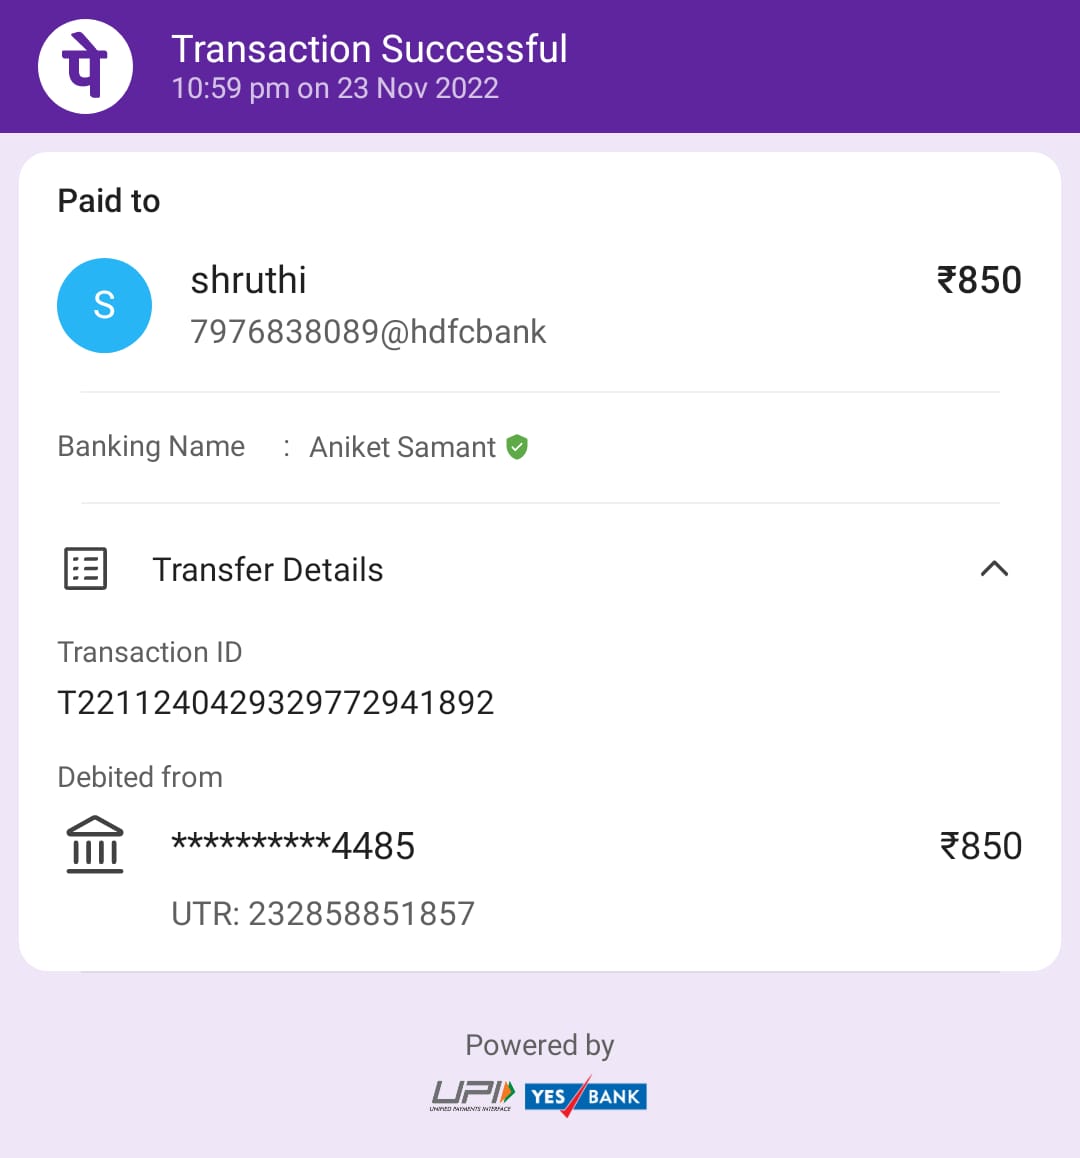 पे
Transaction Successful
10:59 pm on 23 Nov 2022
Paid to
S
shruthi
₹850
7976838089@hdfcbank
Banking Name : Aniket Samant
Transfer Details
Transaction ID
T2211240429329772941892
Debited from
**********4485
₹850
UTR: 232858851857
Powered by
UPI
UNIFIED PAYMENTS INTERFACE
YES BANK